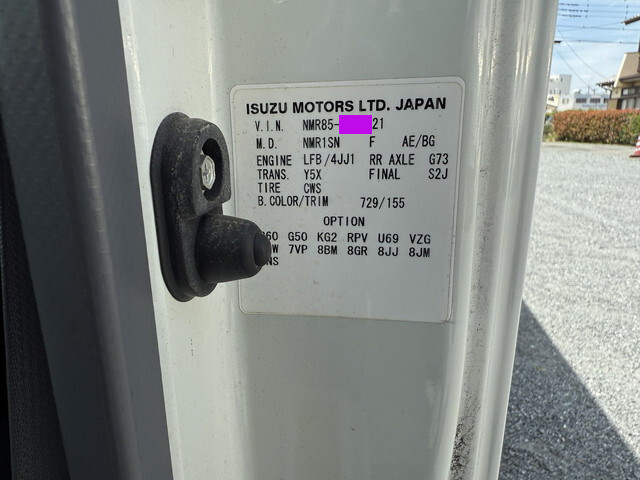 ISUZU MOTORS LTD. JAPAN
V.I.N. NMR85- 21
M.D. NMR1SN F AE/BG
ENGINE LFB/4JJ1 RR AXLE G73
TRANS. Y5X FINAL S2J
TIRE CWS
B.COLOR/TRIM 729/155
OPTION
G50 KG2 RPV U69 VZG
7VP 8BM 8GR 8JJ 8JM